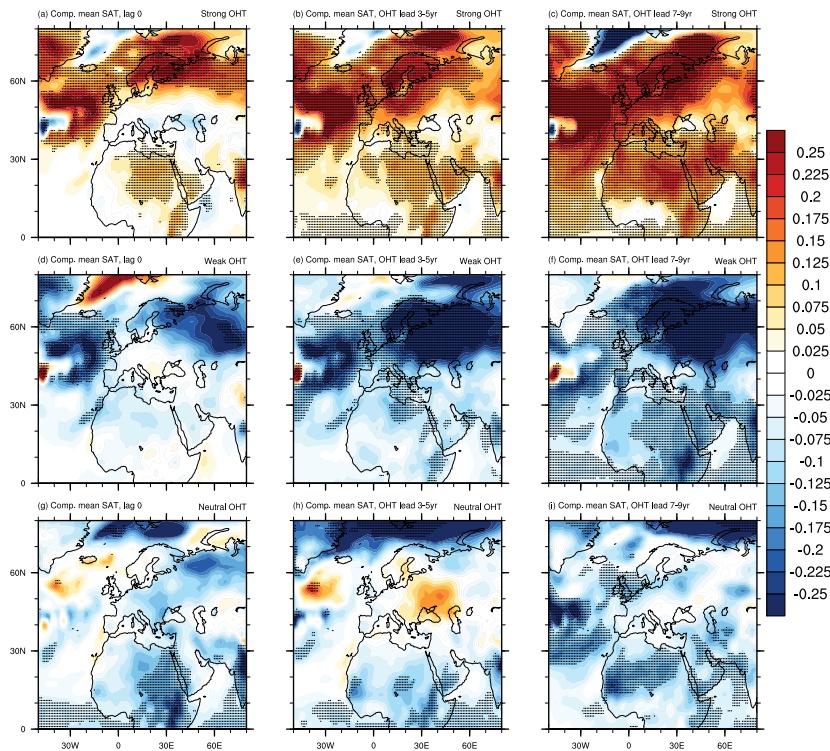 (a) Comp. mean SAT, lag 0 Strong OHT
(b) Comp. mean SAT, OHT lead 3-5yr Strong OHT
(c) Comp. mean SAT, OHT lead 7-9yr Strong OHT
60N
30N
0
(d) Comp. mean SAT, lag 0 Weak OHT
(e) Comp. mean SAT, OHT lead 3-5yr Weak OHT
(f) Comp. mean SAT, OHT lead 7-9yr Weak OHT
60N
30N
0
(g) Comp. mean SAT, lag 0 Neutral OHT
(h) Comp. mean SAT, OHT lead 3-5yr Neutral OHT
(i) Comp. mean SAT, OHT lead 7-9yr Neutral OHT
60N
30N
0
30W 0 30E 60E
30W 0 30E 60E
30W 0 30E 60E
0.25
0.225
0.2
0.175
0.15
0.125
0.1
0.075
0.05
0.025
0
-0.025
-0.05
-0.075
-0.1
-0.125
-0.15
-0.175
-0.2
-0.225
-0.25